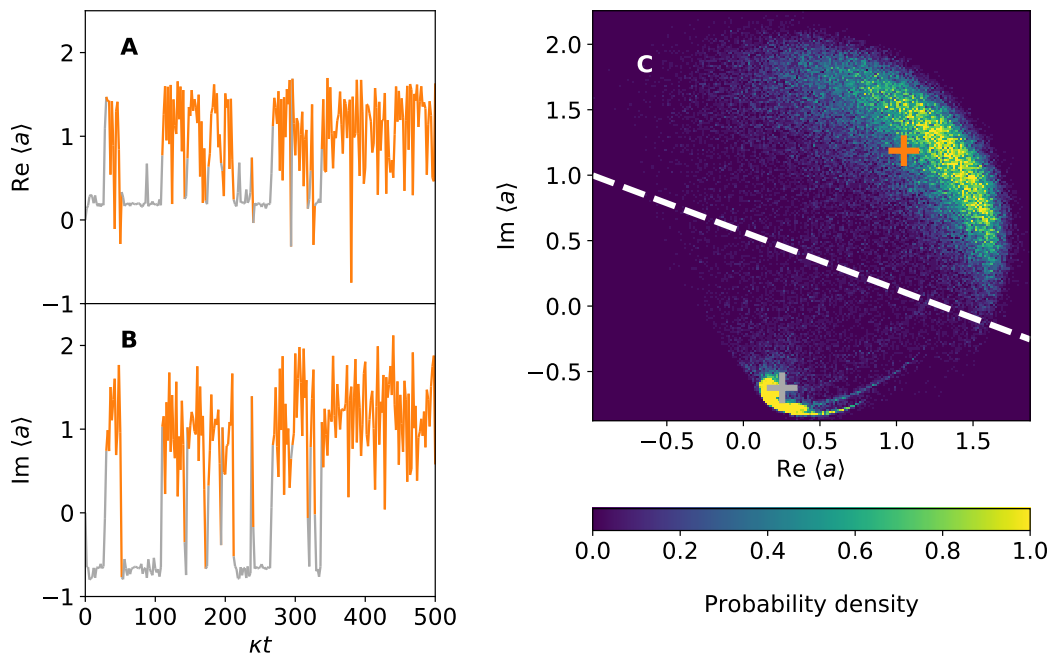 A
2
1
0
−1
Re ⟨a⟩
B
2
1
0
−1
Im ⟨a⟩
0 100 200 300 400 500
κt
C
2.0
1.5
1.0
0.5
0.0
−0.5
Im ⟨a⟩
−0.5 0.0 0.5 1.0 1.5
Re ⟨a⟩
0.0 0.2 0.4 0.6 0.8 1.0
Probability density